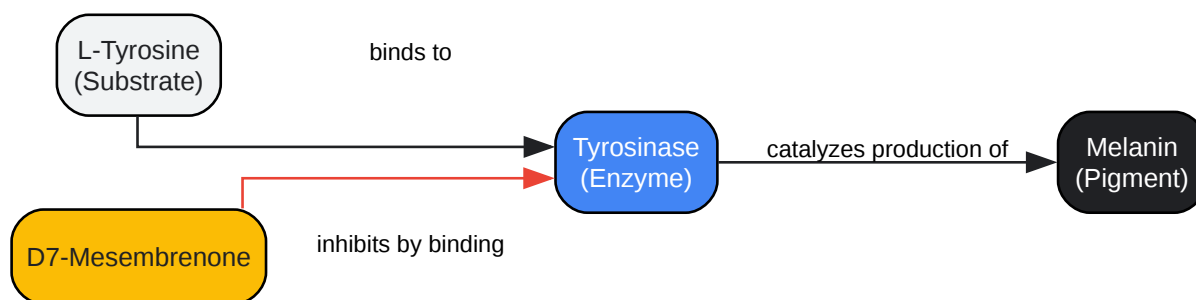 L-Tyrosine
(Substrate)
binds to
Tyrosinase
(Enzyme)
catalyzes production of
Melanin
(Pigment)
D7-Mesembrenone
inhibits by binding